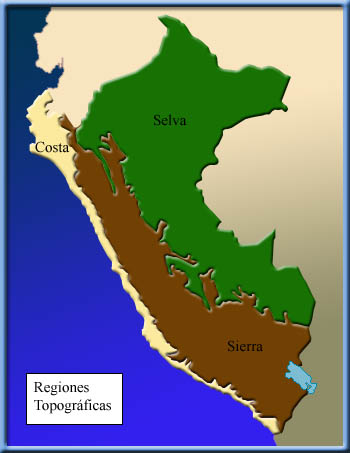 Selva
Costa
Sierra
Regiones
Topográficas